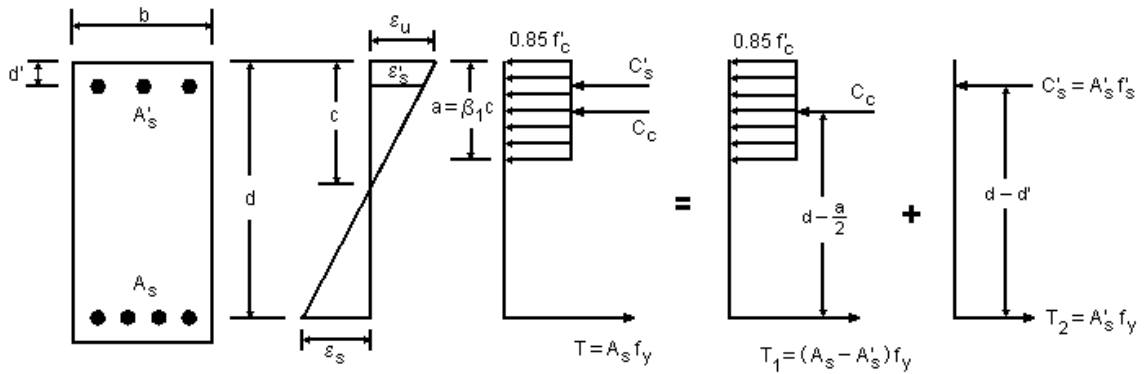 b
εu
0.85 f'c
0.85 f'c
d'
A's
ε's
c
a = β1c
C's
Cc
Cc
C's = A's f's
d
=
d − a/2
+
d − d'
As
εs
T = As fy
T1 = (As − A's) fy
T2 = A's fy